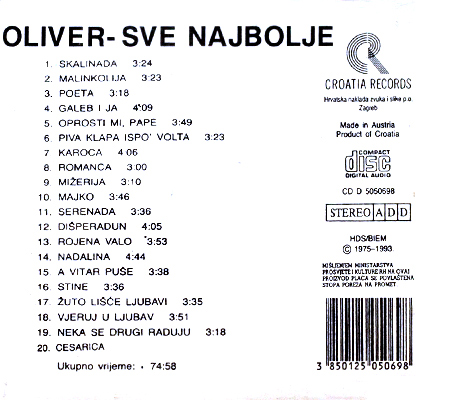 OLIVER- SVE NAJBOLJE
1. SKALINADA 3:24
2. MALINKONIJA 3:23
3. POETA 3:18
4. GALEB I JA 4:09
5. OPROSTI MI, PAPE 3:49
6. PIVA KLAPA ISPO' VOLTA 3:23
7. KAROCA 4 06
8. ROMANCA 3:00
9. MIŽERIJA 3:10
10. MAJKO 3:46
11. SERENADA 3:36
12. DIŠPERADUN 4:05
13. ROJENA VALO 3:53
14. NADALINA 4:44
15. A VITAR PUŠE 3:38
16. STINE 3:36
17. ŽUTO LIŠĆE LJUBAVI 3:35
18. VJERUJ U LJUBAV 3:51
19. NEKA SE DRUGI RADUJU 3:18
20. CESARICA
Ukupno vrijeme: 74:58
CROATIA RECORDS
Hrvatska naklada zvuka i slike p.o.
Zagreb
Made in Austria
Product of Croatia
COMPACT
disc
DIGITAL AUDIO
CD D 5050698
STEREO A D D
HDS/BIEM
© 1975-1993
MIŠLJENJEM MINISTARSTVA
PROSVJETE I KULTURE RH NA OVAJ
PROIZVOD PLAĆA SE POVLAŠTENA
STOPA POREZA NA PROMET
3 850125 050698